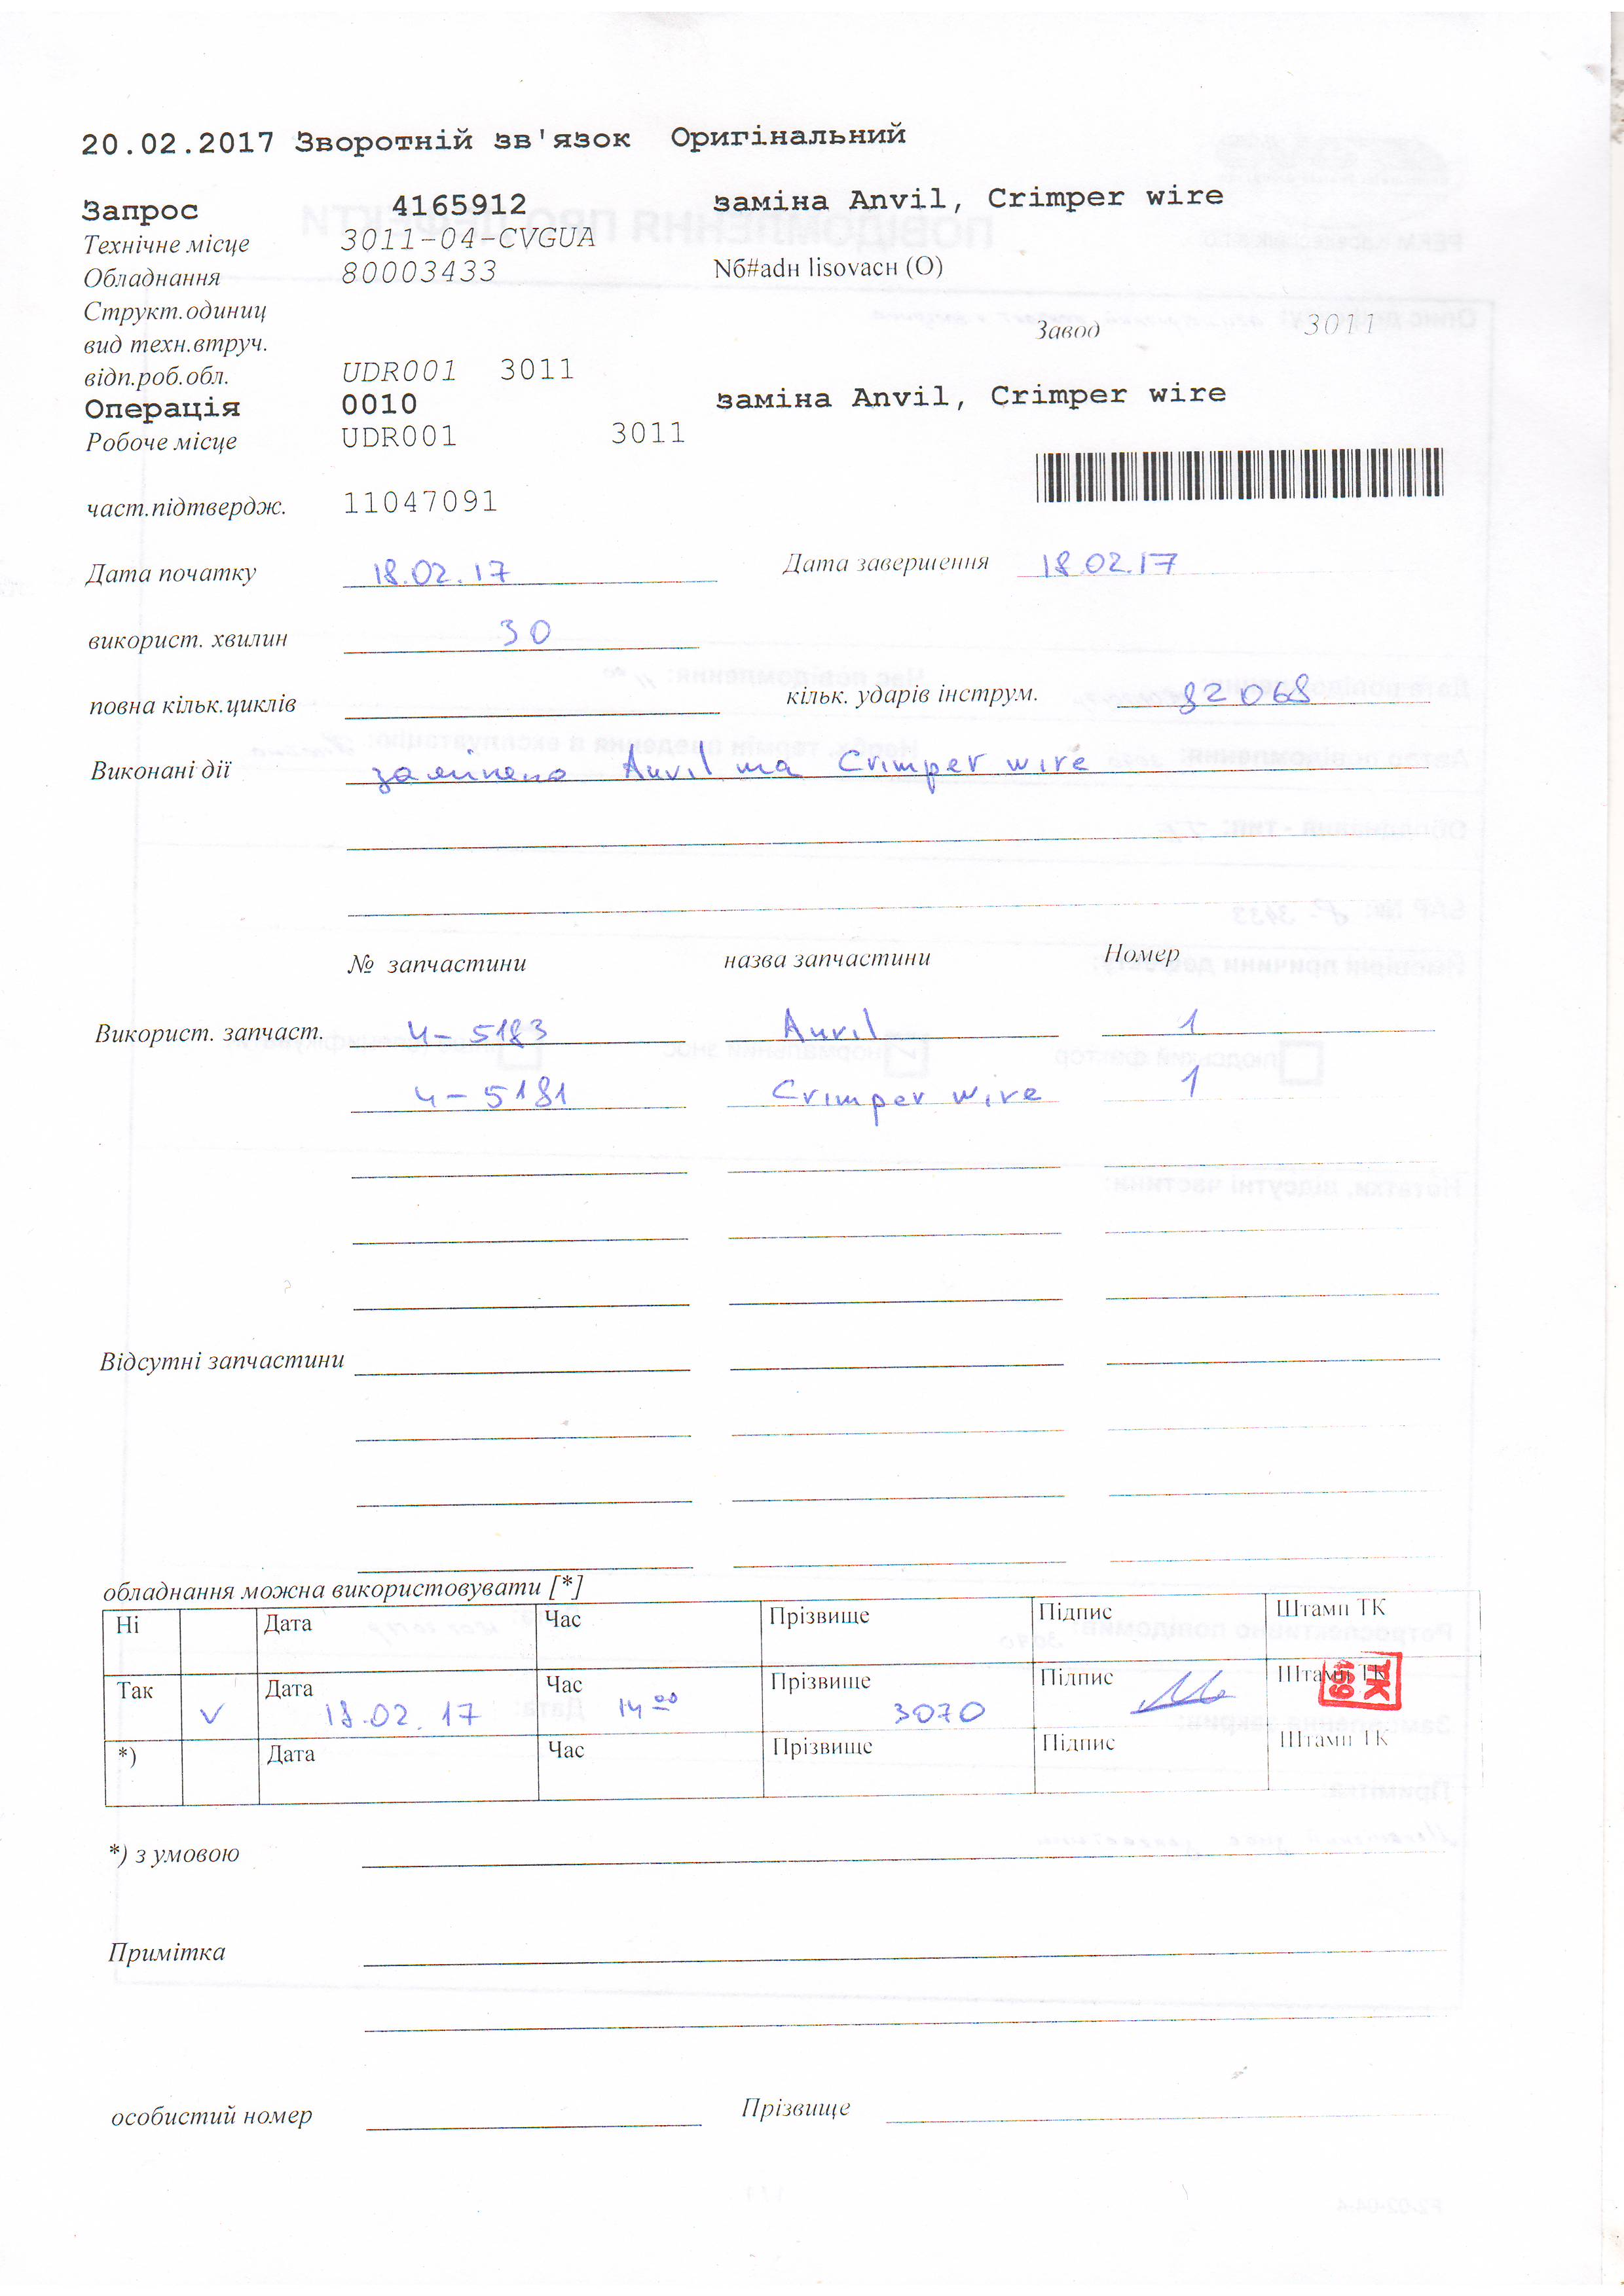 20.02.2017 Зворотній зв'язок Оригінальний
Запрос 4165912 заміна Anvil, Crimper wire
Технічне місце 3011-04-CVGUA
Обладнання 80003433 Nб#adн lisovacн (O)
Структ.одиниц
Завод 3011
вид техн.втруч.
відп.роб.обл. UDR001 3011
Операція 0010 заміна Anvil, Crimper wire
Робоче місце UDR001 3011
част.підтвердж. 11047091
Дата початку 18.02.17 Дата завершення 18.02.17
використ. хвилин 30
повна кільк.циклів кільк. ударів інструм. 82068
Виконані дії замінено Anvil та Crimper wire
№ запчастини назва запчастини Номер
Використ. запчаст. 4-5183 Anvil 1
4-5181 Crimper wire 1
Відсутні запчастини
обладнання можна використовувати [*]
Ні Дата Час Прізвище Підпис Штамп ТК
Так ✓ Дата 18.02.17 Час 14 00 Прізвище 3070 Підпис Штамп ТК
ТК 159
*) Дата Час Прізвище Підпис Штамп ТК
*) з умовою
Примітка
особистий номер Прізвище